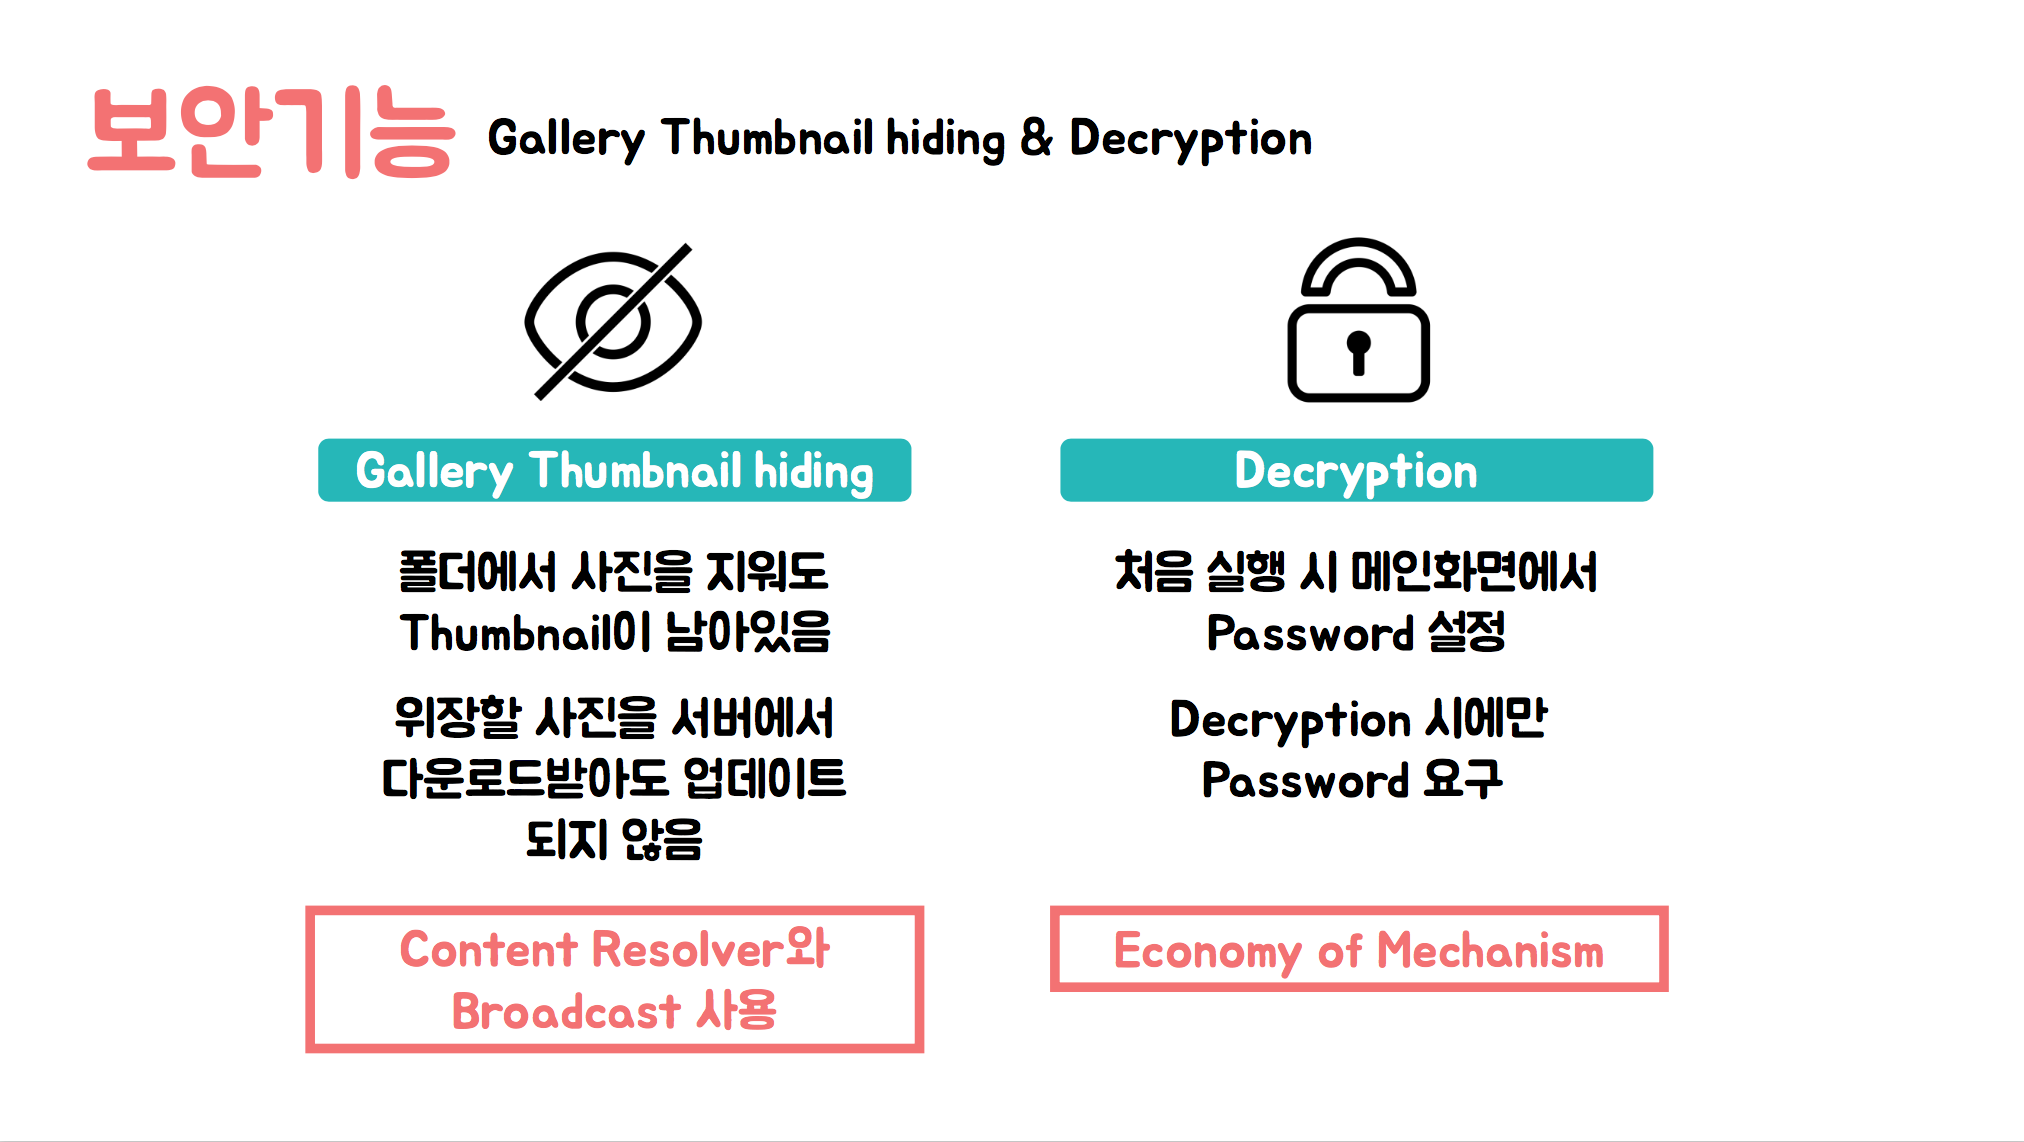 보안기능 Gallery Thumbnail hiding & Decryption
Gallery Thumbnail hiding
폴더에서 사진을 지워도
Thumbnail이 남아있음
위장할 사진을 서버에서
다운로드받아도 업데이트
되지 않음
Content Resolver와
Broadcast 사용
Decryption
처음 실행 시 메인화면에서
Password 설정
Decryption 시에만
Password 요구
Economy of Mechanism